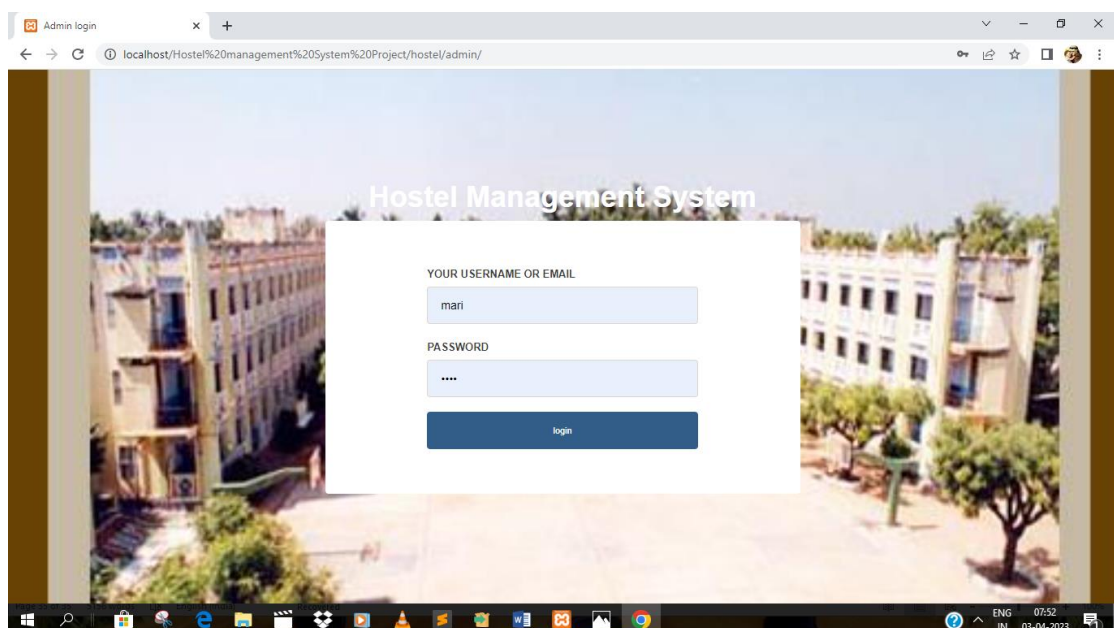 Admin login
localhost/Hostel%20management%20System%20Project/hostel/admin/
Hostel Management System
YOUR USERNAME OR EMAIL
mari
PASSWORD
••••
login
ENG
07:52
IN
03-04-2023